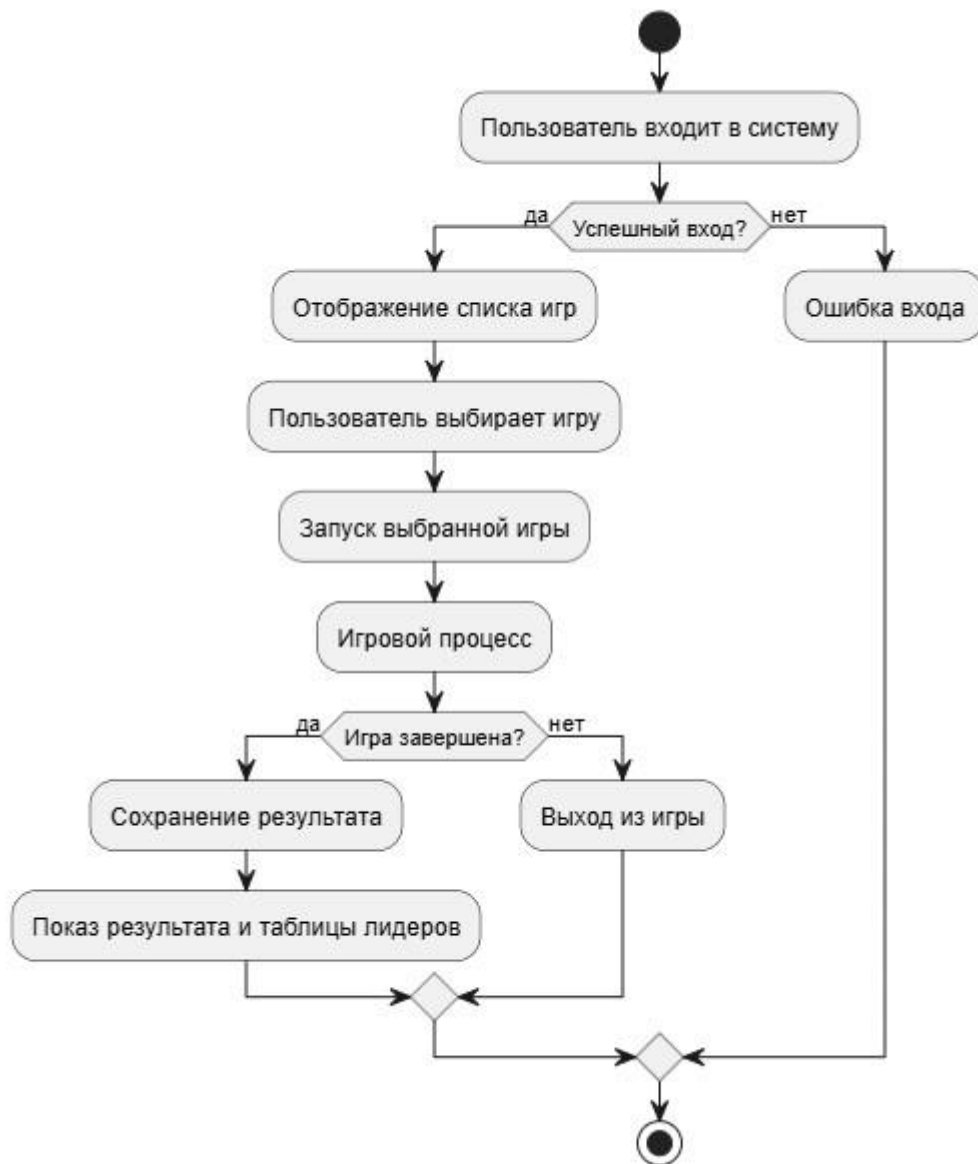 Пользователь входит в систему
да
Успешный вход?
нет
Отображение списка игр
Ошибка входа
Пользователь выбирает игру
Запуск выбранной игры
Игровой процесс
да
Игра завершена?
нет
Сохранение результата
Выход из игры
Показ результата и таблицы лидеров